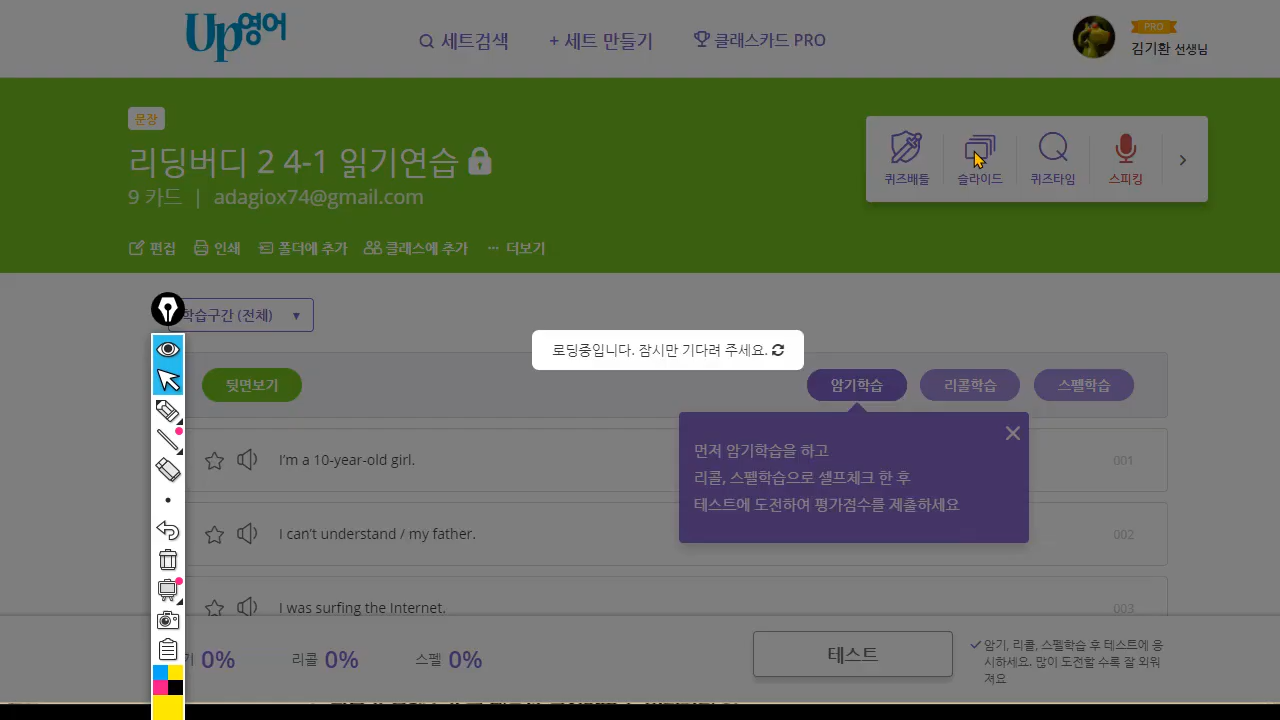 Up영어
세트검색
+ 세트 만들기
클래스카드 PRO
PRO
김기환 선생님
문장
리딩버디 2 4-1 읽기연습
9 카드 | adagiox74@gmail.com
편집
인쇄
폴더에 추가
클래스에 추가
··· 더보기
퀴즈배틀
슬라이드
퀴즈타임
스피킹
학습구간 (전체)
로딩중입니다. 잠시만 기다려 주세요.
뒷면보기
암기학습
리콜학습
스펠학습
먼저 암기학습을 하고
리콜, 스펠학습으로 셀프체크 한 후
테스트에 도전하여 평가점수를 제출하세요
I’m a 10-year-old girl.
001
I can’t understand / my father.
002
I was surfing the Internet.
003
기 0%
리콜 0%
스펠 0%
테스트
암기, 리콜, 스펠학습 후 테스트에 응
시하세요. 많이 도전할 수록 잘 외워
져요